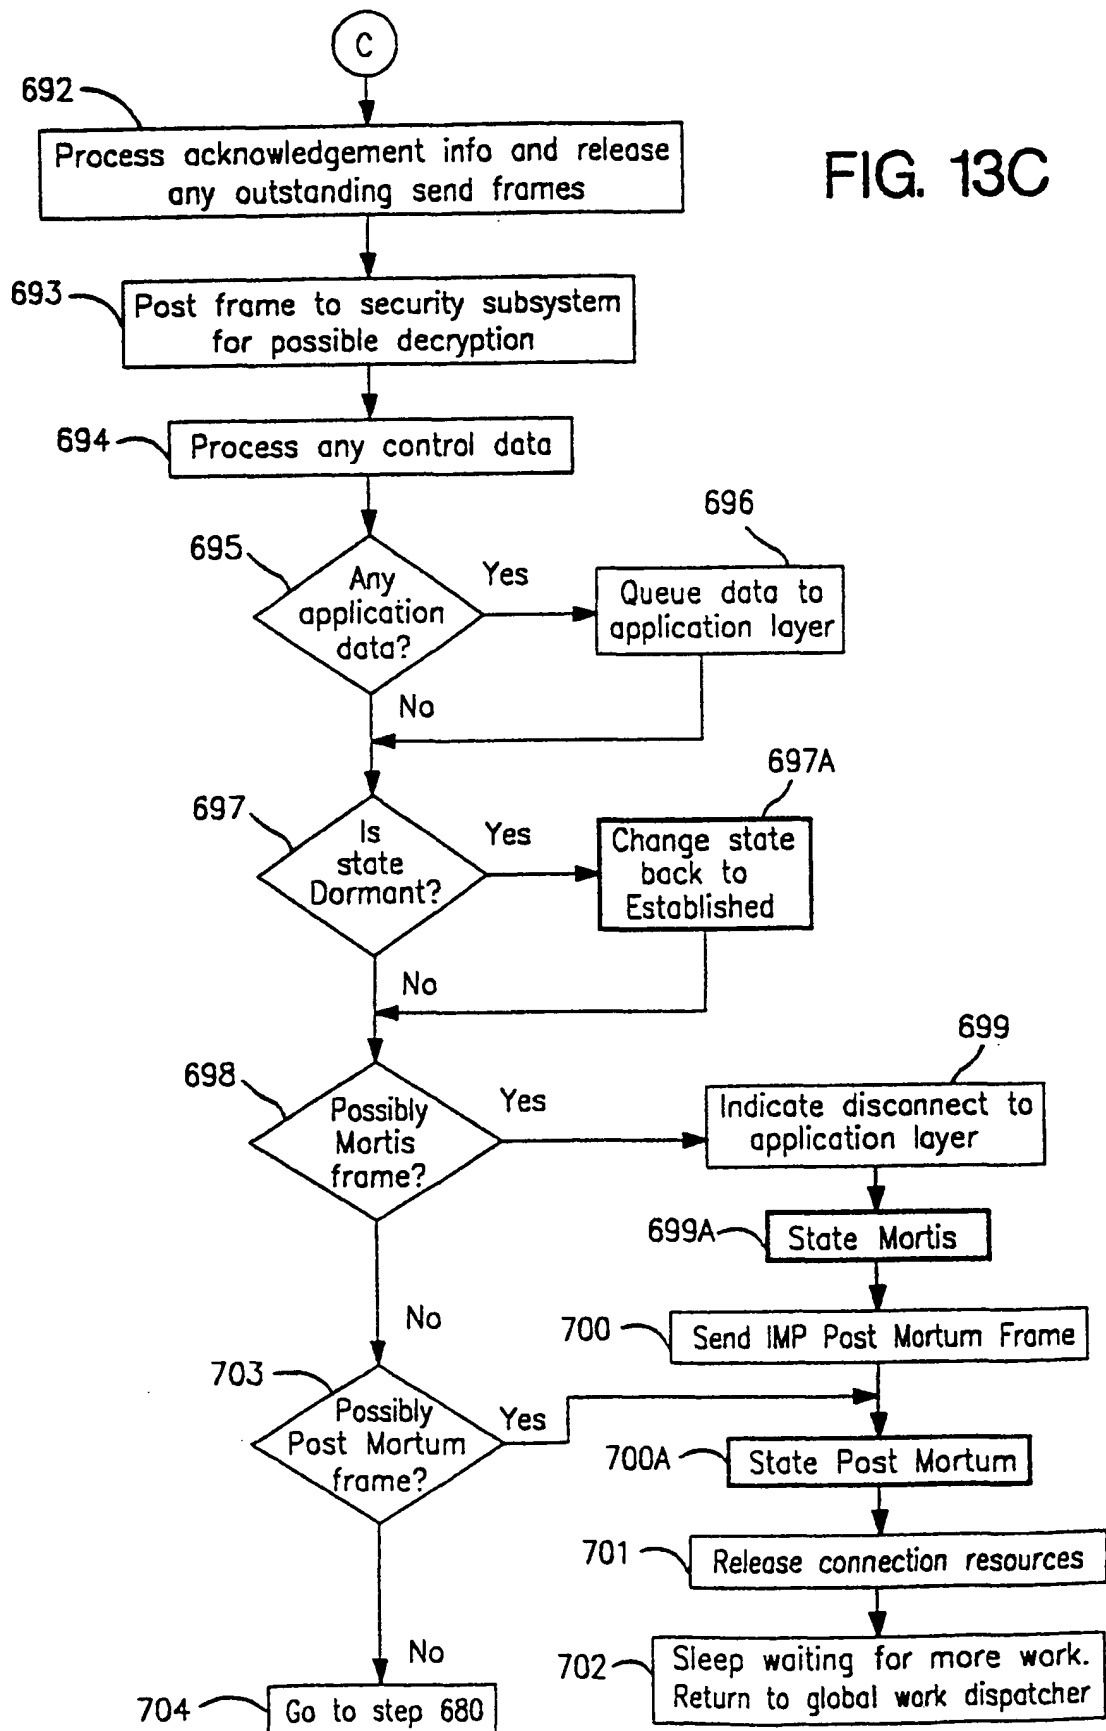 C
692
Process acknowledgement info and release
any outstanding send frames
FIG. 13C
693
Post frame to security subsystem
for possible decryption
694
Process any control data
695
Any
application
data?
Yes
696
Queue data to
application layer
No
697
Is
state
Dormant?
Yes
697A
Change state
back to
Established
No
698
Possibly
Mortis
frame?
Yes
699
Indicate disconnect to
application layer
699A
State Mortis
No
700
Send IMP Post Mortum Frame
703
Possibly
Post Mortum
frame?
Yes
700A
State Post Mortum
701
Release connection resources
No
702
Sleep waiting for more work.
Return to global work dispatcher
704
Go to step 680